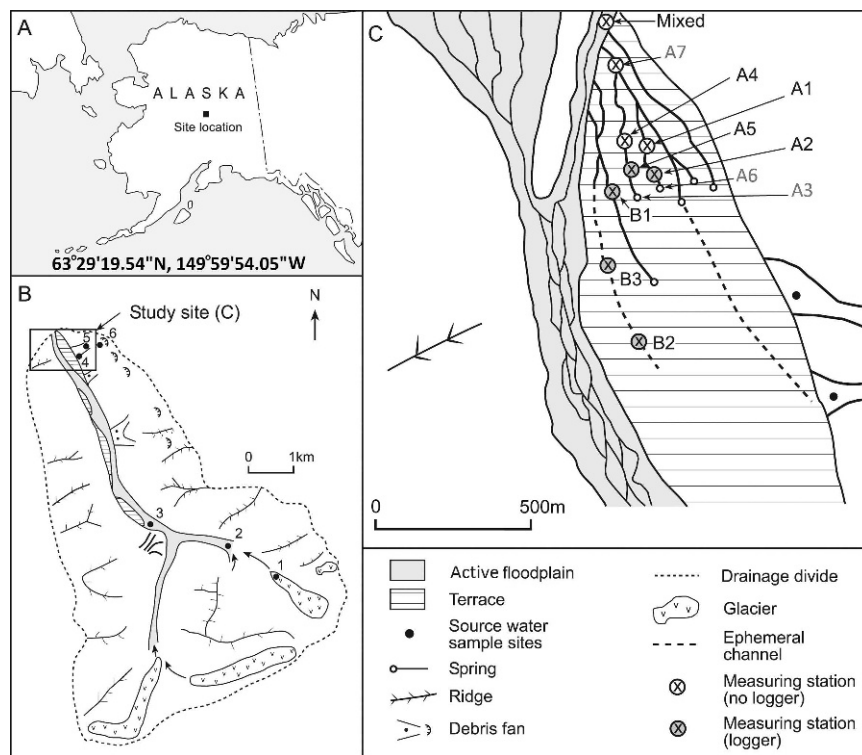 A
ALASKA
Site location
63°29'19.54"N, 149°59'54.05"W
B
Study site (C)
N
5
6
4
0
1km
3
2
1
C
Mixed
A7
A4
A1
A5
A2
A6
A3
B1
B3
B2
0
500m
Active floodplain
Terrace
Source water
sample sites
Spring
Ridge
Debris fan
Drainage divide
Glacier
Ephemeral
channel
Measuring station
(no logger)
Measuring station
(logger)